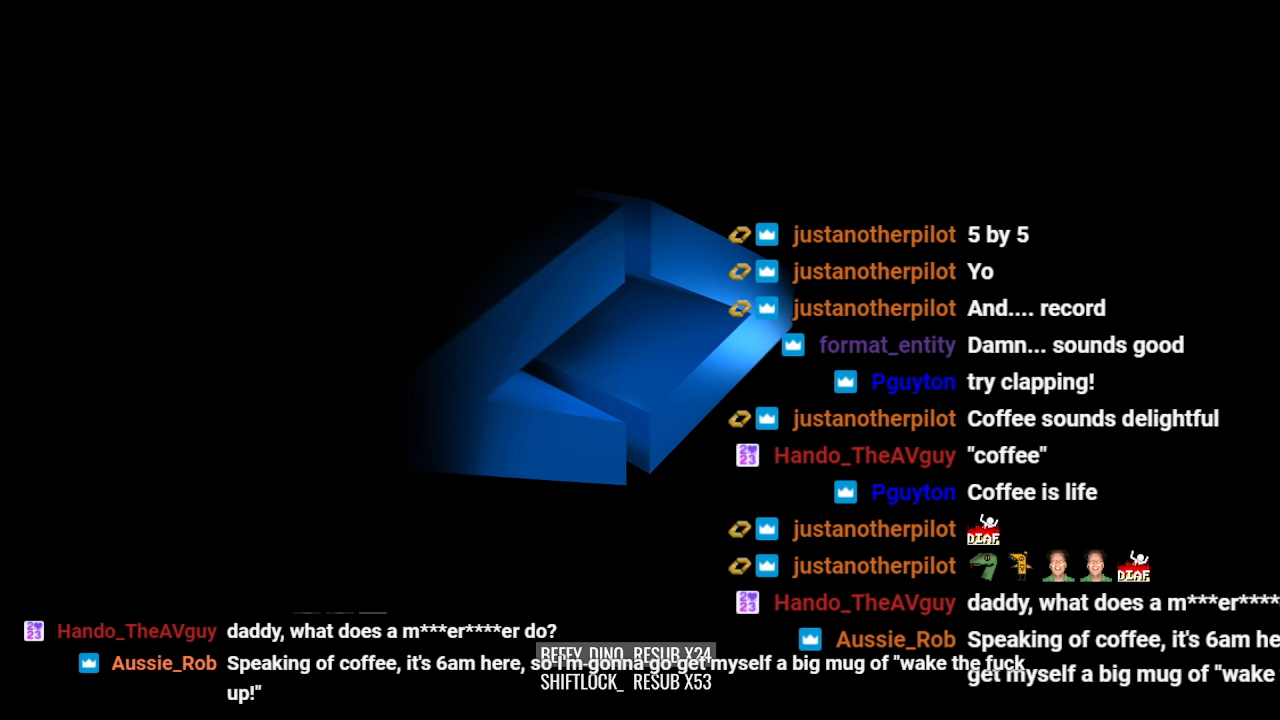 justanotherpilot 5 by 5
justanotherpilot Yo
justanotherpilot And.... record
format_entity Damn... sounds good
Pguyton try clapping!
justanotherpilot Coffee sounds delightful
Hando_TheAVguy "coffee"
Pguyton Coffee is life
justanotherpilot DIAF
justanotherpilot DIAF
Hando_TheAVguy daddy, what does a m***er****
Aussie_Rob Speaking of coffee, it's 6am he
get myself a big mug of "wake
Hando_TheAVguy daddy, what does a m***er****er do?
Aussie_Rob Speaking of coffee, it's 6am here, so I'm gonna go get myself a big mug of "wake the fuck
up!"
RESUB X24
SHIFTLOCK_ RESUB X53